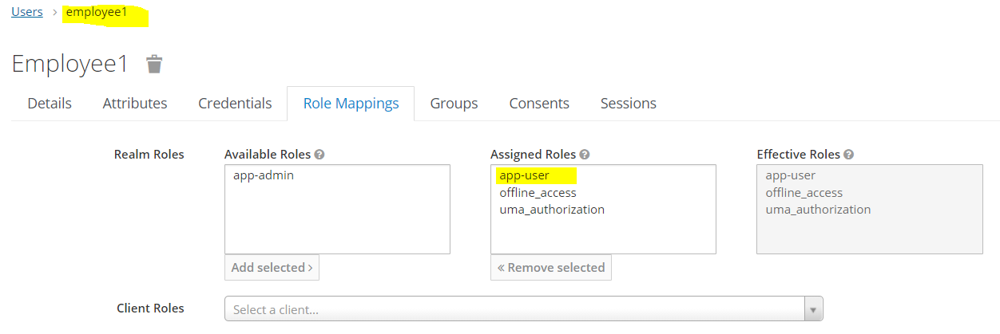 Users > employee1
Employee1
Details Attributes Credentials Role Mappings Groups Consents Sessions
Realm Roles Available Roles ? Assigned Roles ? Effective Roles ?
app-admin app-user app-user
offline_access offline_access
uma_authorization uma_authorization
Add selected › « Remove selected
Client Roles Select a client...